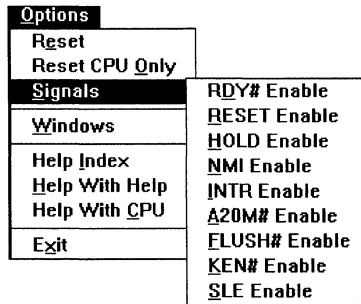 Options
Reset
Reset CPU Only
Signals
Windows
Help Index
Help With Help
Help With CPU
Exit
RDY# Enable
RESET Enable
HOLD Enable
NMI Enable
INTR Enable
A20M# Enable
FLUSH# Enable
KEN# Enable
SLE Enable